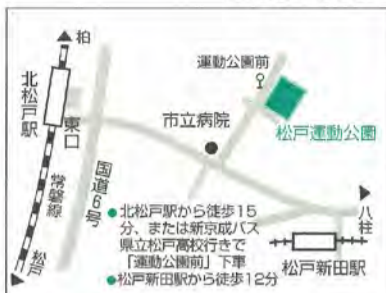 柏
北松戸駅
東口
常磐線
松戸
国道6号
運動公園前
市立病院
松戸運動公園
八柱
松戸新田駅
●北松戸駅から徒歩15
分、または新京成バス
県立松戸高校行きで
「運動公園前」下車
●松戸新田駅から徒歩12分